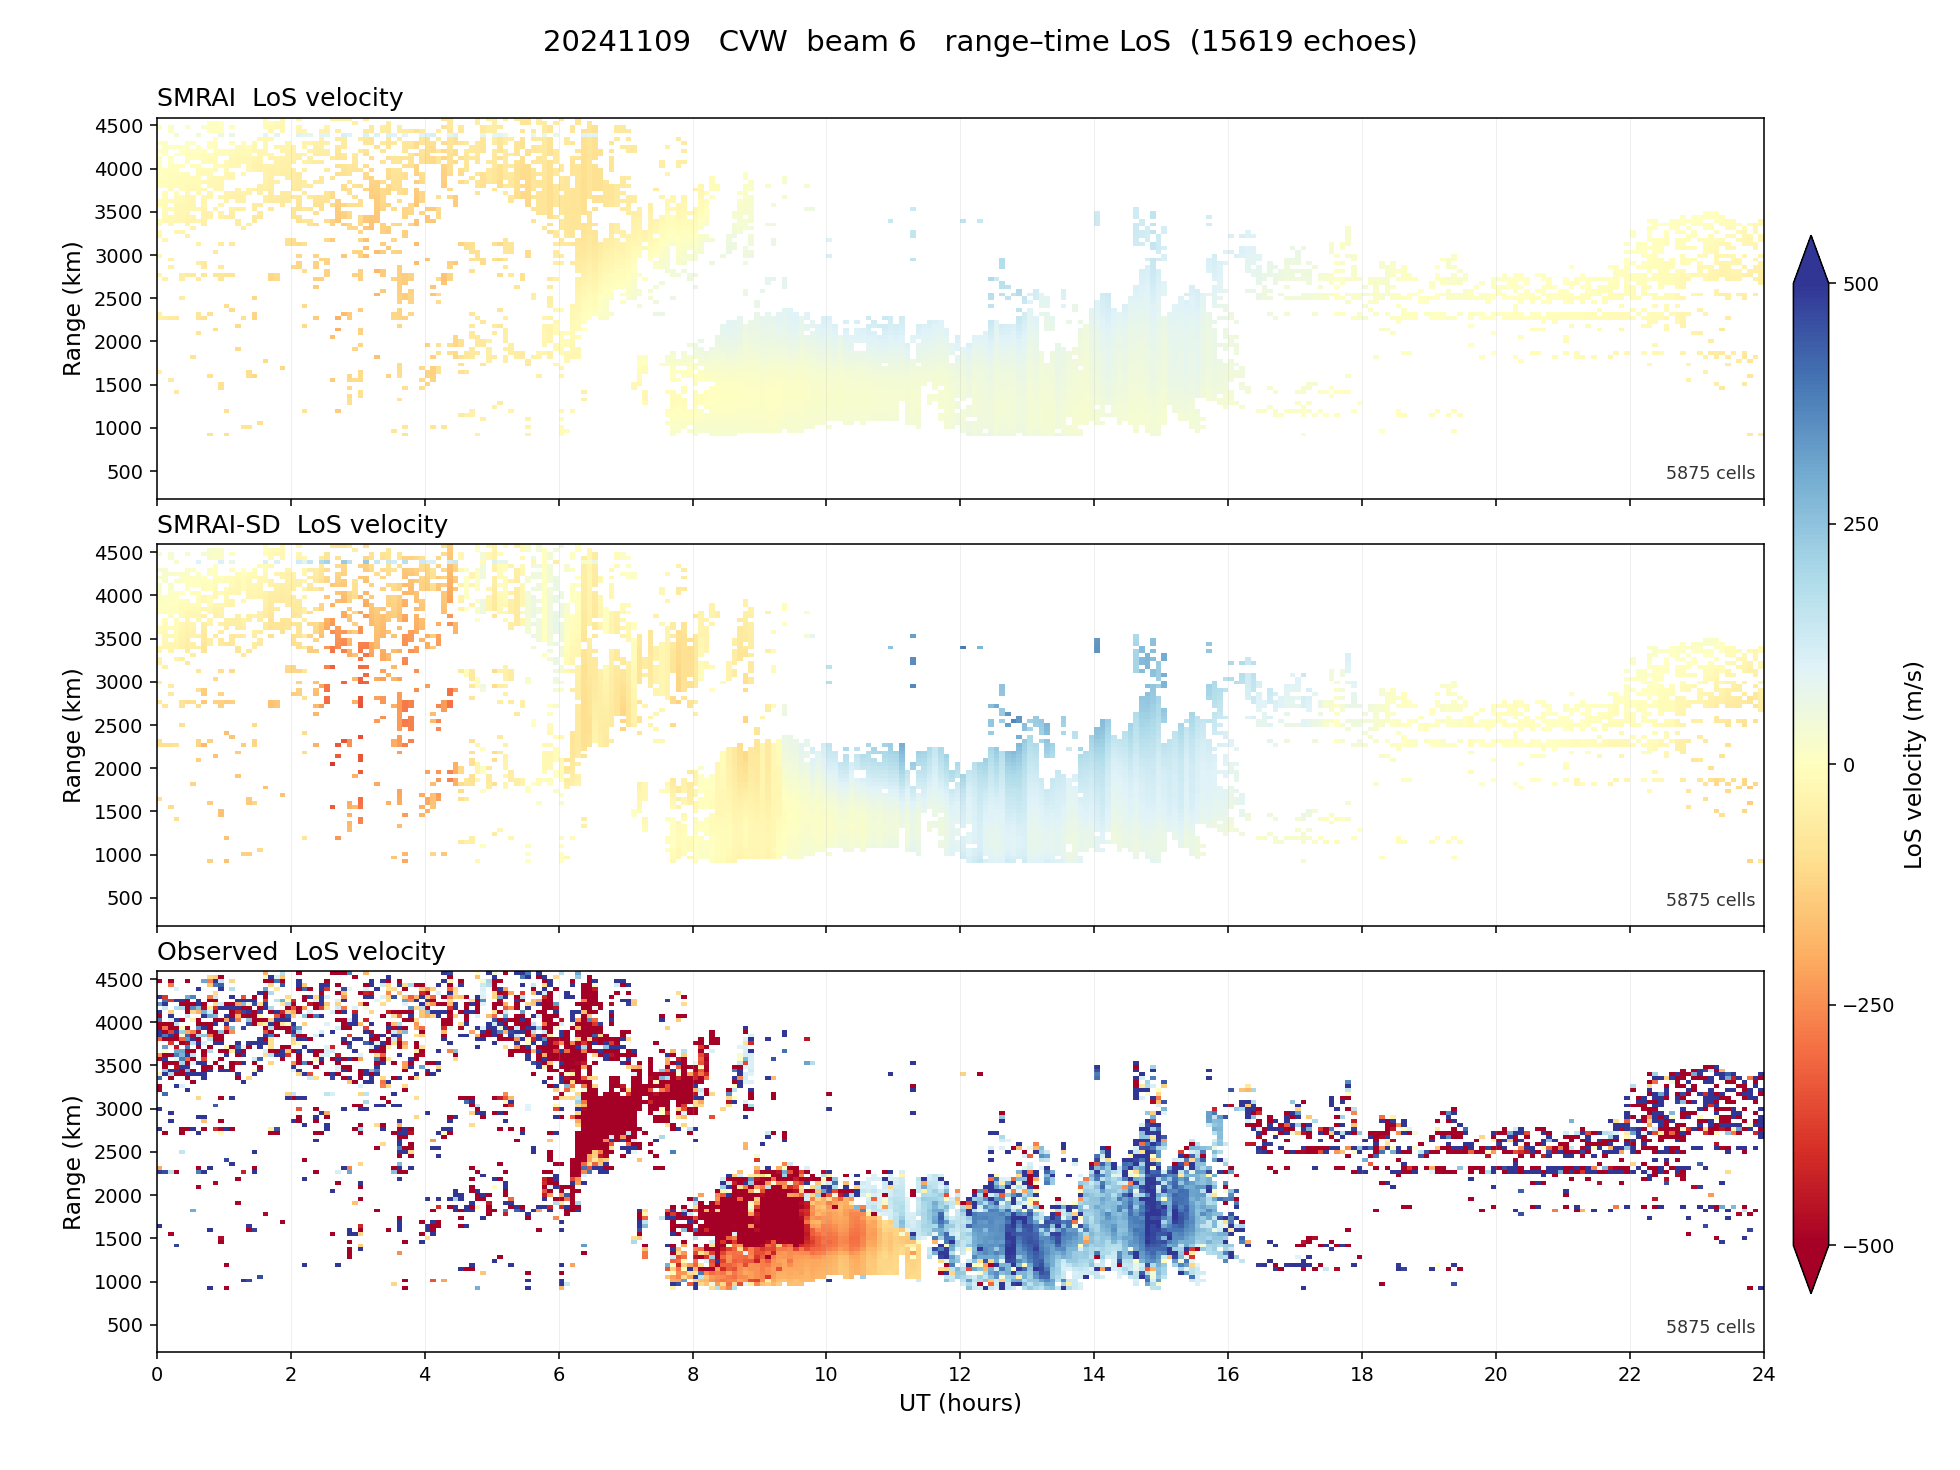 20241109   CVW  beam 6   range–time LoS  (15619 echoes)
SMRAI  LoS velocity
4500
4000
3500
3000
2500
2000
1500
1000
500
Range (km)
5875 cells
SMRAI-SD  LoS velocity
4500
4000
3500
3000
2500
2000
1500
1000
500
Range (km)
5875 cells
Observed  LoS velocity
4500
4000
3500
3000
2500
2000
1500
1000
500
Range (km)
5875 cells
0 2 4 6 8 10 12 14 16 18 20 22 24
UT (hours)
500
250
0
−250
−500
LoS velocity (m/s)